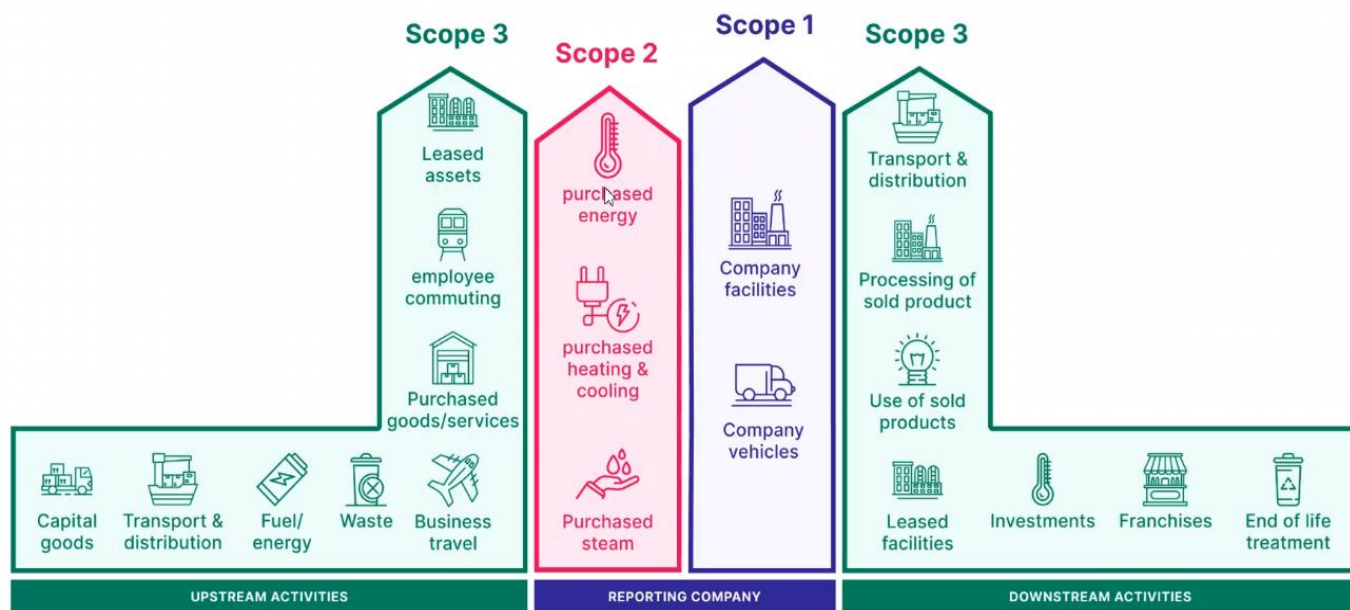 Scope 3
Scope 2
Scope 1
Scope 3
Leased
assets
employee
commuting
Purchased
goods/services
Capital
goods
Transport &
distribution
Fuel/
energy
Waste
Business
travel
purchased
energy
purchased
heating &
cooling
Purchased
steam
Company
facilities
Company
vehicles
Transport &
distribution
Processing of
sold product
Use of sold
products
Leased
facilities
Investments
Franchises
End of life
treatment
UPSTREAM ACTIVITIES
REPORTING COMPANY
DOWNSTREAM ACTIVITIES